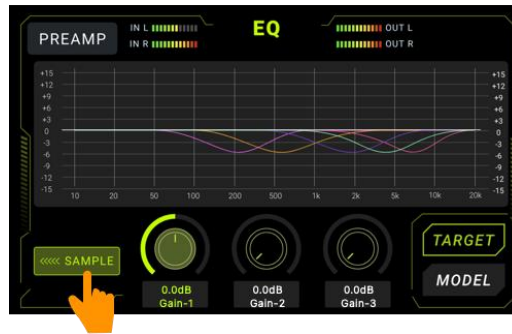 PREAMP
IN L
IN R
EQ
OUT L
OUT R
+15 +15
+12 +12
+9 +9
+6 +6
+3 +3
0 0
-3 -3
-6 -6
-9 -9
-12 -12
-15 -15
10 20 50 100 200 500 1k 2k 5k 10k 20k
<<<<< SAMPLE
0.0dB 0.0dB 0.0dB
Gain-1 Gain-2 Gain-3
TARGET
MODEL